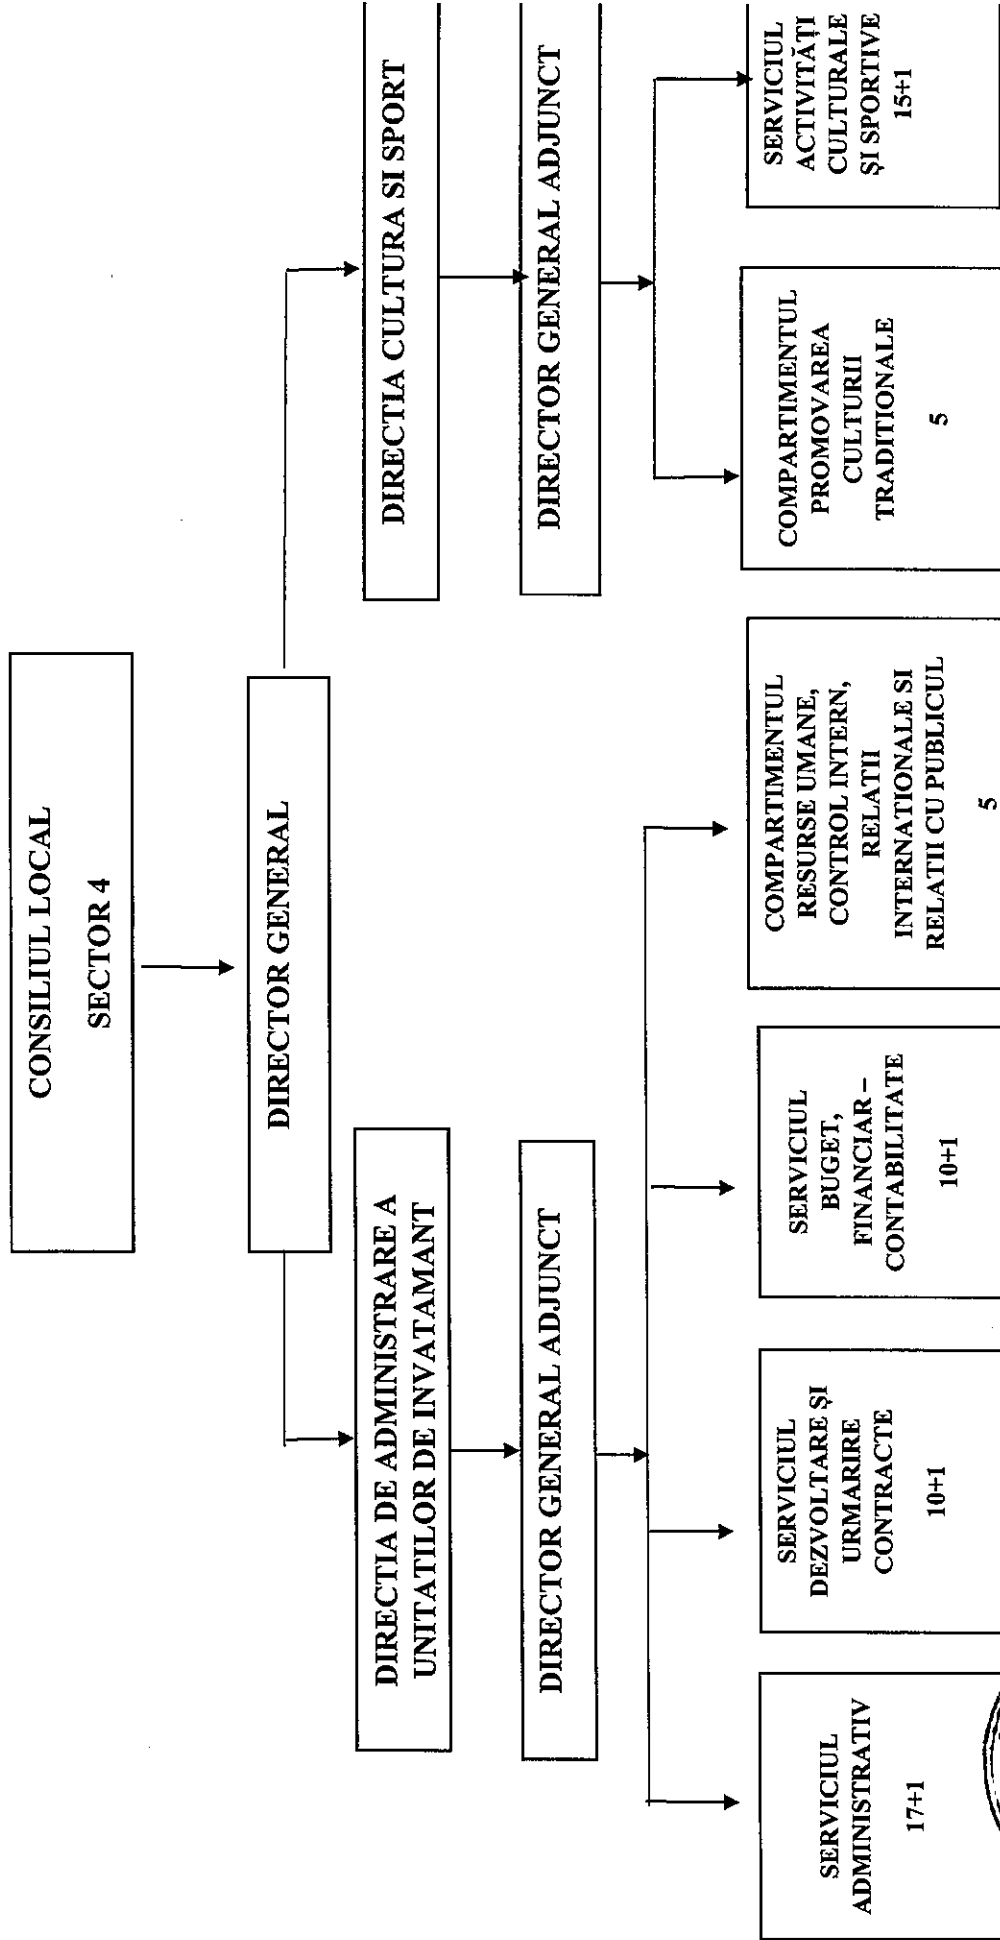 CONSILIUL LOCAL
SECTOR 4
DIRECTOR GENERAL
DIRECTIA DE ADMINISTRARE A
UNITATILOR DE INVATAMANT
DIRECTIA CULTURA SI SPORT
DIRECTOR GENERAL ADJUNCT
DIRECTOR GENERAL ADJUNCT
SERVICIUL
ADMINISTRATIV
17+1
SERVICIUL
DEZVOLTARE ȘI
URMARIRE
CONTRACTE
10+1
SERVICIUL
BUGET,
FINANCIAR –
CONTABILITATE
10+1
COMPARTIMENTUL
RESURSE UMANE,
CONTROL INTERN,
RELATII
INTERNATIONALE SI
RELATII CU PUBLICUL
5
COMPARTIMENTUL
PROMOVAREA
CULTURII
TRADITIONALE
5
SERVICIUL
ACTIVITĂȚI
CULTURALE
ȘI SPORTIVE
15+1